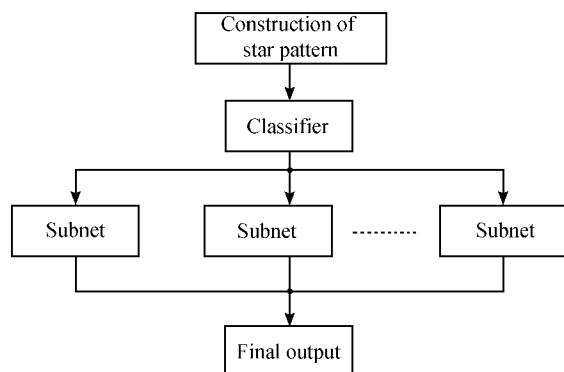 Construction of
star pattern
Classifier
Subnet
Subnet
Subnet
Final output